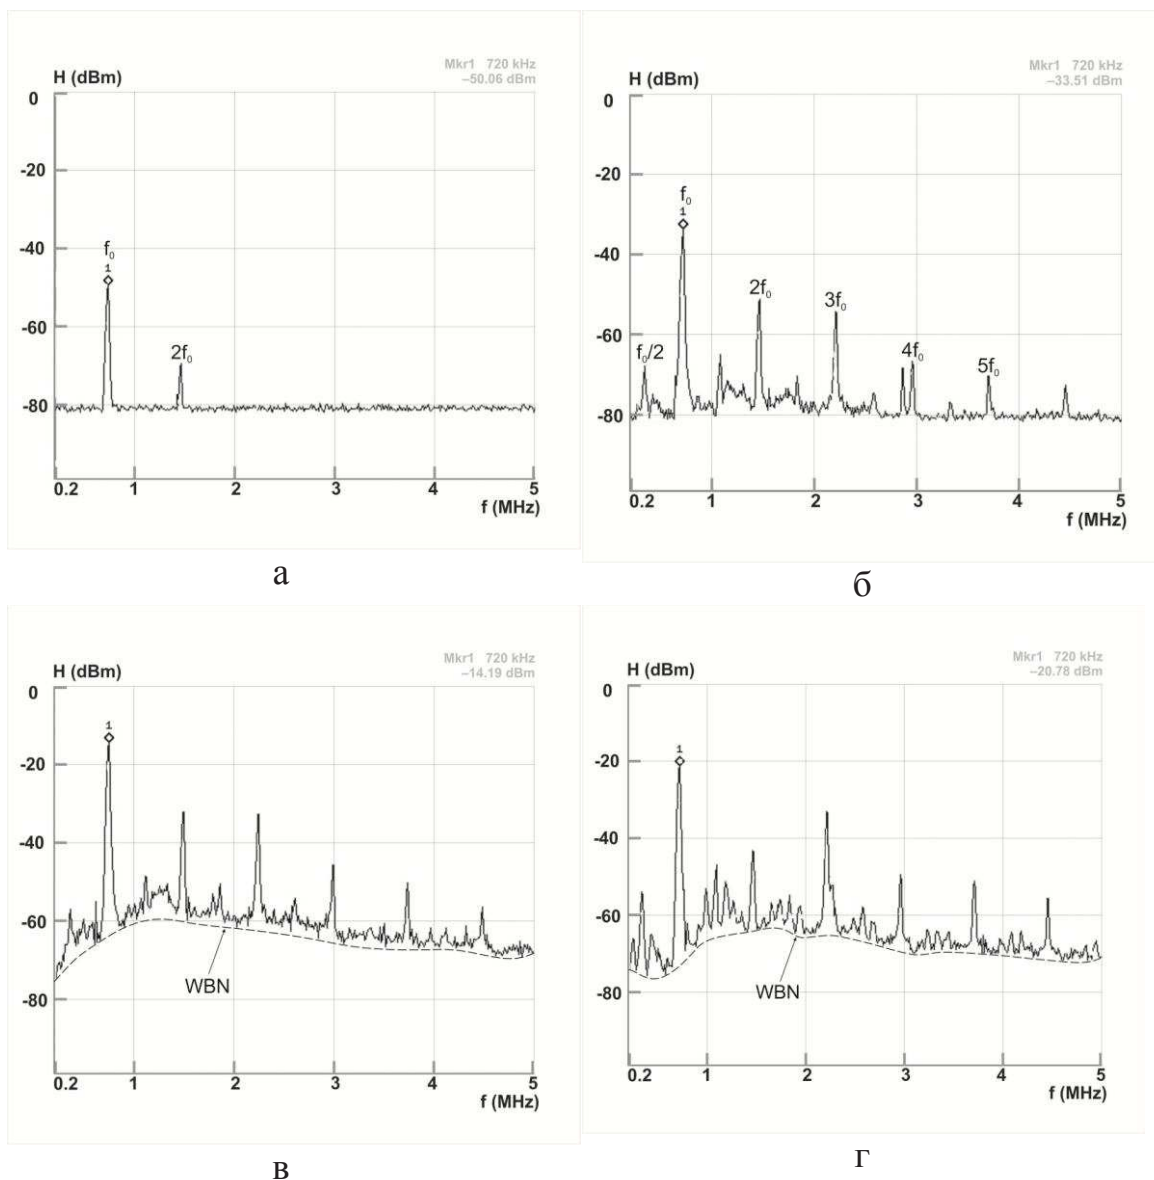 Mkr1 720 kHz
–50.06 dBm
H (dBm)
0
-20
-40
-60
-80
f₀
1
2f₀
0.2 1 2 3 4 5
f (MHz)
а
Mkr1 720 kHz
–33.51 dBm
H (dBm)
0
-20
-40
-60
-80
f₀
1
2f₀
3f₀
f₀/2
4f₀
5f₀
0.2 1 2 3 4 5
f (MHz)
б
Mkr1 720 kHz
–14.19 dBm
H (dBm)
0
-20
-40
-60
-80
1
WBN
0.2 1 2 3 4 5
f (MHz)
в
Mkr1 720 kHz
–20.78 dBm
H (dBm)
0
-20
-40
-60
-80
1
WBN
0.2 1 2 3 4 5
f (MHz)
г